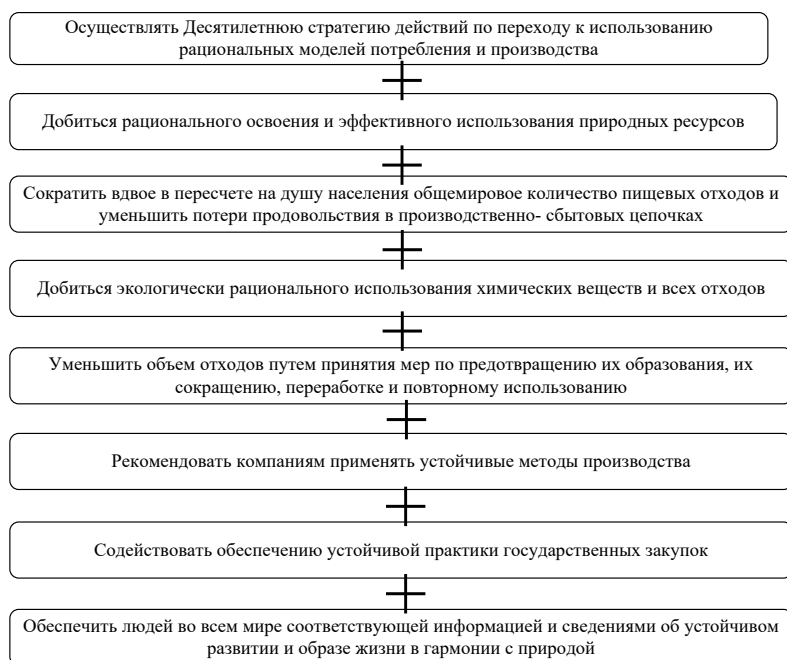 Осуществлять Десятилетнюю стратегию действий по переходу к использованию
рациональных моделей потребления и производства
Добиться рационального освоения и эффективного использования природных ресурсов
Сократить вдвое в пересчете на душу населения общемировое количество пищевых отходов и
уменьшить потери продовольствия в производственно- сбытовых цепочках
Добиться экологически рационального использования химических веществ и всех отходов
Уменьшить объем отходов путем принятия мер по предотвращению их образования, их
сокращению, переработке и повторному использованию
Рекомендовать компаниям применять устойчивые методы производства
Содействовать обеспечению устойчивой практики государственных закупок
Обеспечить людей во всем мире соответствующей информацией и сведениями об устойчивом
развитии и образе жизни в гармонии с природой